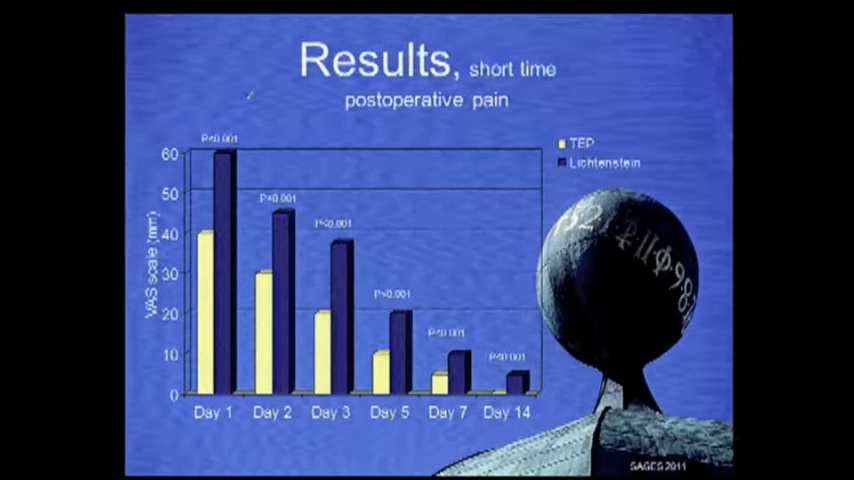 Results, short time
postoperative pain
TEP
Lichtenstein
VAS scale (mm)
60
50
40
30
20
10
0
P<0.001
P<0.001
P<0.001
P<0.001
P<0.001
P<0.001
Day 1
Day 2
Day 3
Day 5
Day 7
Day 14
SAGES 2011